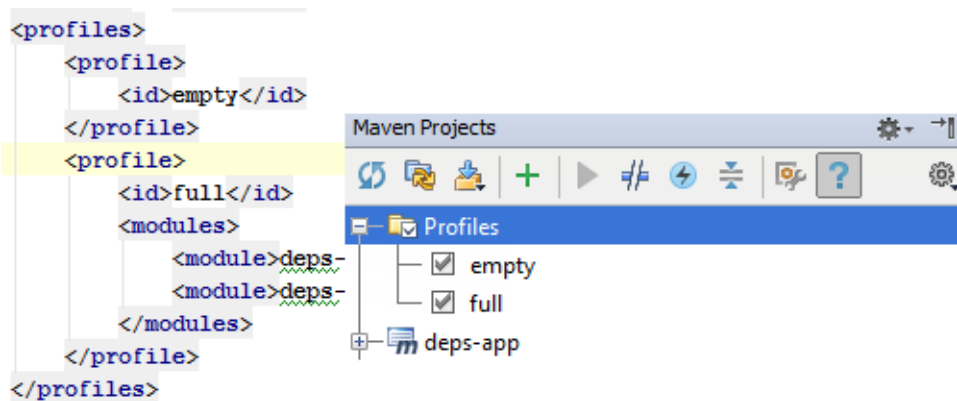 <profiles>
<profile>
<id>empty</id>
</profile>
<profile>
<id>full</id>
<modules>
<module>deps-
<module>deps-
</modules>
</profile>
</profiles>
Maven Projects
Profiles
empty
full
deps-app